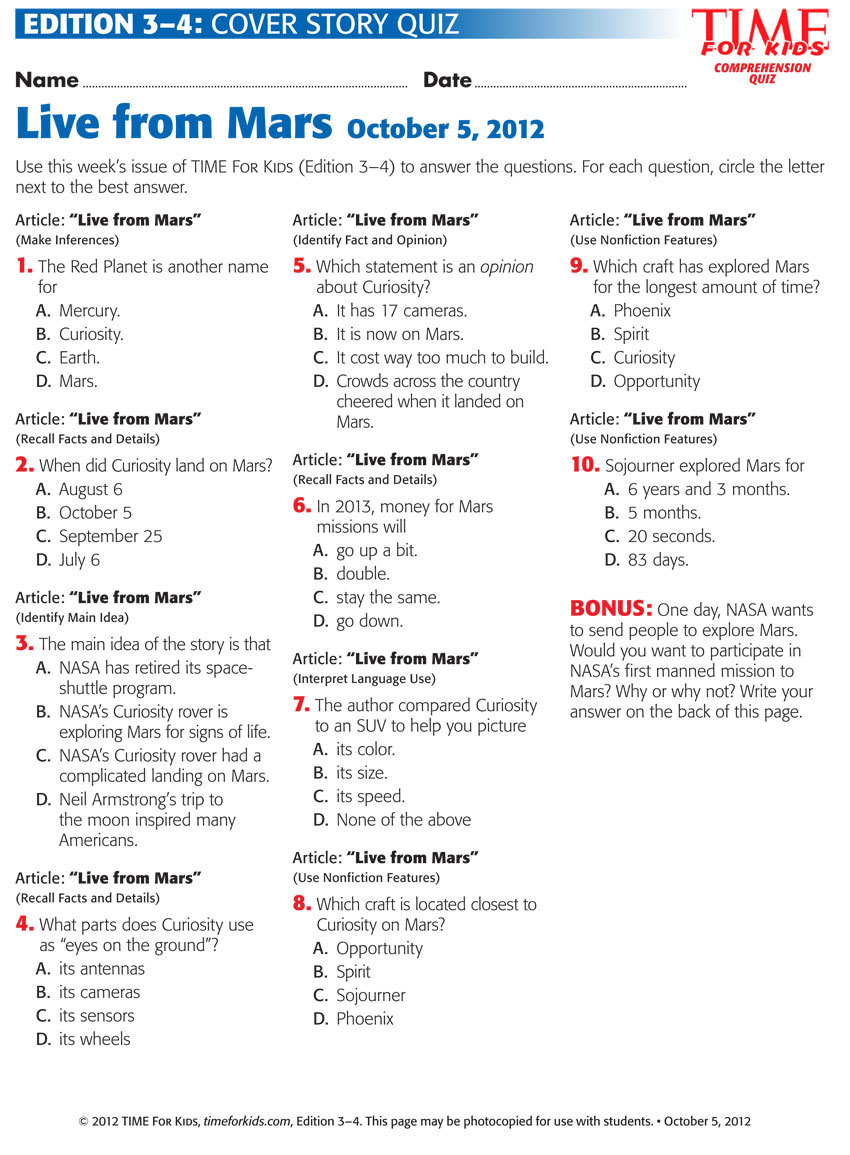 EDITION 3–4: COVER STORY QUIZ
TIME
FOR KIDS
COMPREHENSION
QUIZ
Name Date
Live from Mars October 5, 2012
Use this week’s issue of TIME FOR KIDS (Edition 3–4) to answer the questions. For each question, circle the letter
next to the best answer.
Article: “Live from Mars”
(Make Inferences)
1. The Red Planet is another name
for
A. Mercury.
B. Curiosity.
C. Earth.
D. Mars.
Article: “Live from Mars”
(Recall Facts and Details)
2. When did Curiosity land on Mars?
A. August 6
B. October 5
C. September 25
D. July 6
Article: “Live from Mars”
(Identify Main Idea)
3. The main idea of the story is that
A. NASA has retired its space-
shuttle program.
B. NASA’s Curiosity rover is
exploring Mars for signs of life.
C. NASA’s Curiosity rover had a
complicated landing on Mars.
D. Neil Armstrong’s trip to
the moon inspired many
Americans.
Article: “Live from Mars”
(Recall Facts and Details)
4. What parts does Curiosity use
as “eyes on the ground”?
A. its antennas
B. its cameras
C. its sensors
D. its wheels
Article: “Live from Mars”
(Identify Fact and Opinion)
5. Which statement is an opinion
about Curiosity?
A. It has 17 cameras.
B. It is now on Mars.
C. It cost way too much to build.
D. Crowds across the country
cheered when it landed on
Mars.
Article: “Live from Mars”
(Recall Facts and Details)
6. In 2013, money for Mars
missions will
A. go up a bit.
B. double.
C. stay the same.
D. go down.
Article: “Live from Mars”
(Interpret Language Use)
7. The author compared Curiosity
to an SUV to help you picture
A. its color.
B. its size.
C. its speed.
D. None of the above
Article: “Live from Mars”
(Use Nonfiction Features)
8. Which craft is located closest to
Curiosity on Mars?
A. Opportunity
B. Spirit
C. Sojourner
D. Phoenix
Article: “Live from Mars”
(Use Nonfiction Features)
9. Which craft has explored Mars
for the longest amount of time?
A. Phoenix
B. Spirit
C. Curiosity
D. Opportunity
Article: “Live from Mars”
(Use Nonfiction Features)
10. Sojourner explored Mars for
A. 6 years and 3 months.
B. 5 months.
C. 20 seconds.
D. 83 days.
BONUS: One day, NASA wants
to send people to explore Mars.
Would you want to participate in
NASA’s first manned mission to
Mars? Why or why not? Write your
answer on the back of this page.
© 2012 TIME FOR KIDS, timeforkids.com, Edition 3–4. This page may be photocopied for use with students. • October 5, 2012